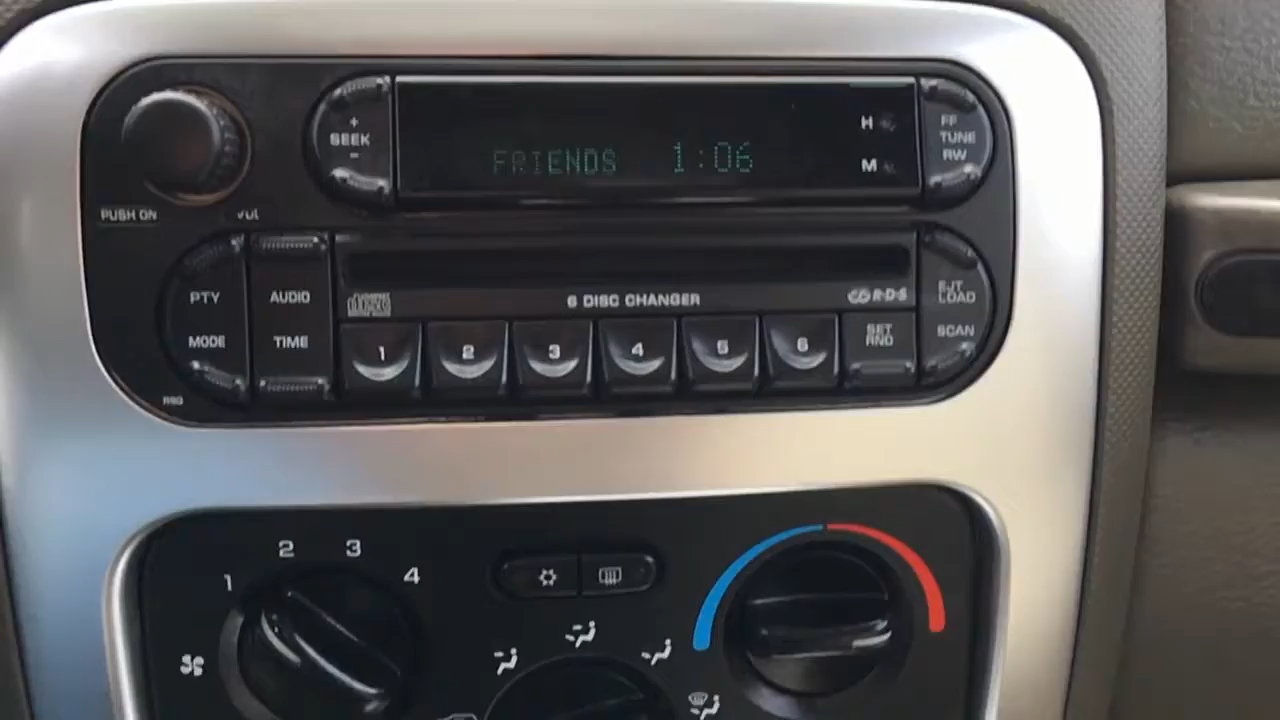 +
SEEK
-
FRIENDS 1:06
H
M
FF
TUNE
RW
PUSH ON VOL
PTY
AUDIO
MODE
TIME
6 DISC CHANGER
RDS
EJT
LOAD
SCAN
1 2 3 4 5 6
SET
RND
RBQ
1 2 3 4